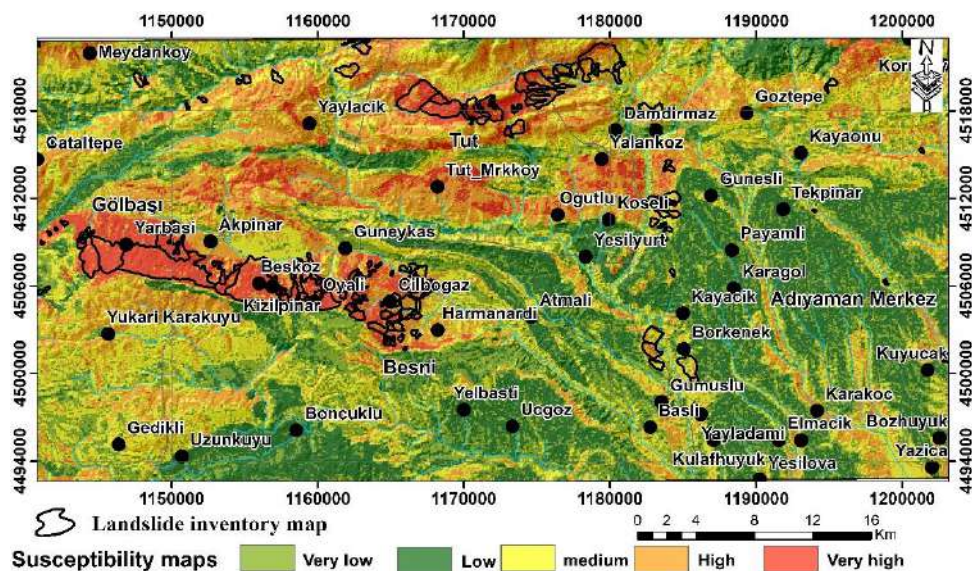 1150000 1160000 1170000 1180000 1190000 1200000
Meydankoy
N
4518000
Yaylacik
Goztepe
4518000
Damdirmaz
Cataltepe
Tut
Yalankoz
Kayaonu
Tut_Mrkkoy
Gunesli
Tekpinar
4512000
Ogutlu
Koseli
4512000
Gölbaşı
Yarbasi
Akpinar
Guneykas
Yesilyurt
Payamli
4506000
Beskoz
Oyali
Cilbogaz
Karagol
4506000
Kizilpinar
Atmali
Kayacik
Adıyaman Merkez
Yukari Karakuyu
Harmanardi
Borkenek
4500000
Besni
Kuyucak
4500000
Yelbasti
Gumuslu
Karakoc
Boncuklu
Ucgoz
Basli
Elmacik
Bozhuyuk
Gedikli
Uzunkuyu
Yayladami
4494000
Kulafhuyuk
Yesilova
Yazica
4494000
1150000 1160000 1170000 1180000 1190000 1200000
Landslide inventory map
0 2 4 8 12 16
Km
Susceptibility maps
Very low
Low
medium
High
Very high